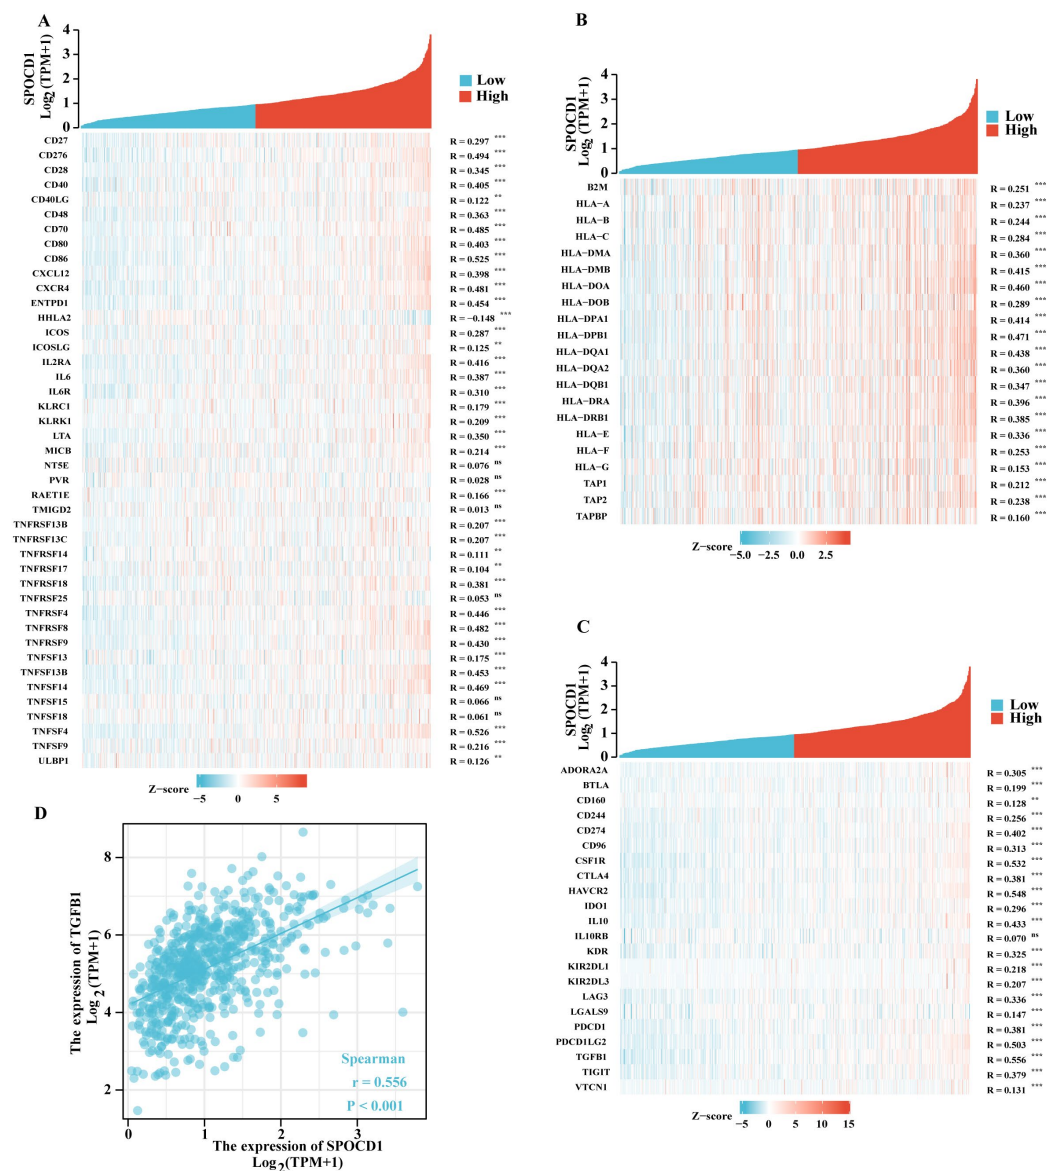 A
SPOCD1
Log2 (TPM+1)
4
3
2
1
0
Low
High
CD27 R = 0.297 ***
CD276 R = 0.494 ***
CD28 R = 0.345 ***
CD40 R = 0.405 ***
CD40LG R = 0.122 **
CD48 R = 0.363 ***
CD70 R = 0.485 ***
CD80 R = 0.403 ***
CD86 R = 0.525 ***
CXCL12 R = 0.398 ***
CXCR4 R = 0.481 ***
ENTPD1 R = 0.454 ***
HHLA2 R = −0.148 ***
ICOS R = 0.287 ***
ICOSLG R = 0.125 **
IL2RA R = 0.416 ***
IL6 R = 0.387 ***
IL6R R = 0.310 ***
KLRC1 R = 0.179 ***
KLRK1 R = 0.209 ***
LTA R = 0.350 ***
MICB R = 0.214 ***
NT5E R = 0.076 ns
PVR R = 0.028 ns
RAET1E R = 0.166 ***
TMIGD2 R = 0.013 ns
TNFRSF13B R = 0.207 ***
TNFRSF13C R = 0.207 ***
TNFRSF14 R = 0.111 **
TNFRSF17 R = 0.104 **
TNFRSF18 R = 0.381 ***
TNFRSF25 R = 0.053 ns
TNFRSF4 R = 0.446 ***
TNFRSF8 R = 0.482 ***
TNFRSF9 R = 0.430 ***
TNFSF13 R = 0.175 ***
TNFSF13B R = 0.453 ***
TNFSF14 R = 0.469 ***
TNFSF15 R = 0.066 ns
TNFSF18 R = 0.061 ns
TNFSF4 R = 0.526 ***
TNFSF9 R = 0.216 ***
ULBP1 R = 0.126 **
Z−score −5 0 5
B
SPOCD1
Log2 (TPM+1)
4
3
2
1
0
Low
High
B2M R = 0.251 ***
HLA−A R = 0.237 ***
HLA−B R = 0.244 ***
HLA−C R = 0.284 ***
HLA−DMA R = 0.360 ***
HLA−DMB R = 0.415 ***
HLA−DOA R = 0.460 ***
HLA−DOB R = 0.289 ***
HLA−DPA1 R = 0.414 ***
HLA−DPB1 R = 0.471 ***
HLA−DQA1 R = 0.438 ***
HLA−DQA2 R = 0.360 ***
HLA−DQB1 R = 0.347 ***
HLA−DRA R = 0.396 ***
HLA−DRB1 R = 0.385 ***
HLA−E R = 0.336 ***
HLA−F R = 0.253 ***
HLA−G R = 0.153 ***
TAP1 R = 0.212 ***
TAP2 R = 0.238 ***
TAPBP R = 0.160 ***
Z−score −5.0 0.0 2.5
C
SPOCD1
Log2 (TPM+1)
4
3
2
1
0
Low
High
ADORA2A R = 0.305 ***
BTLA R = 0.199 ***
CD160 R = 0.128 **
CD244 R = 0.256 ***
CD274 R = 0.402 ***
CD96 R = 0.313 ***
CSF1R R = 0.532 ***
CTLA4 R = 0.381 ***
HAVCR2 R = 0.548 ***
IDO1 R = 0.296 ***
IL10 R = 0.433 ***
IL10RB R = 0.070 ns
KDR R = 0.325 ***
KIR2DL1 R = 0.218 ***
KIR2DL3 R = 0.207 ***
LAG3 R = 0.336 ***
LGALS9 R = 0.147 ***
PDCD1 R = 0.381 ***
PDCD1LG2 R = 0.503 ***
TGFB1 R = 0.556 ***
TIGIT R = 0.379 ***
VTCN1 R = 0.131 ***
Z−score −5 0 5 10 15
D
The expression of TGFB1
Log2 (TPM+1)
8
6
4
2
Spearman
r = 0.556
P < 0.001
0 1 2 3
The expression of SPOCD1
Log2(TPM+1)